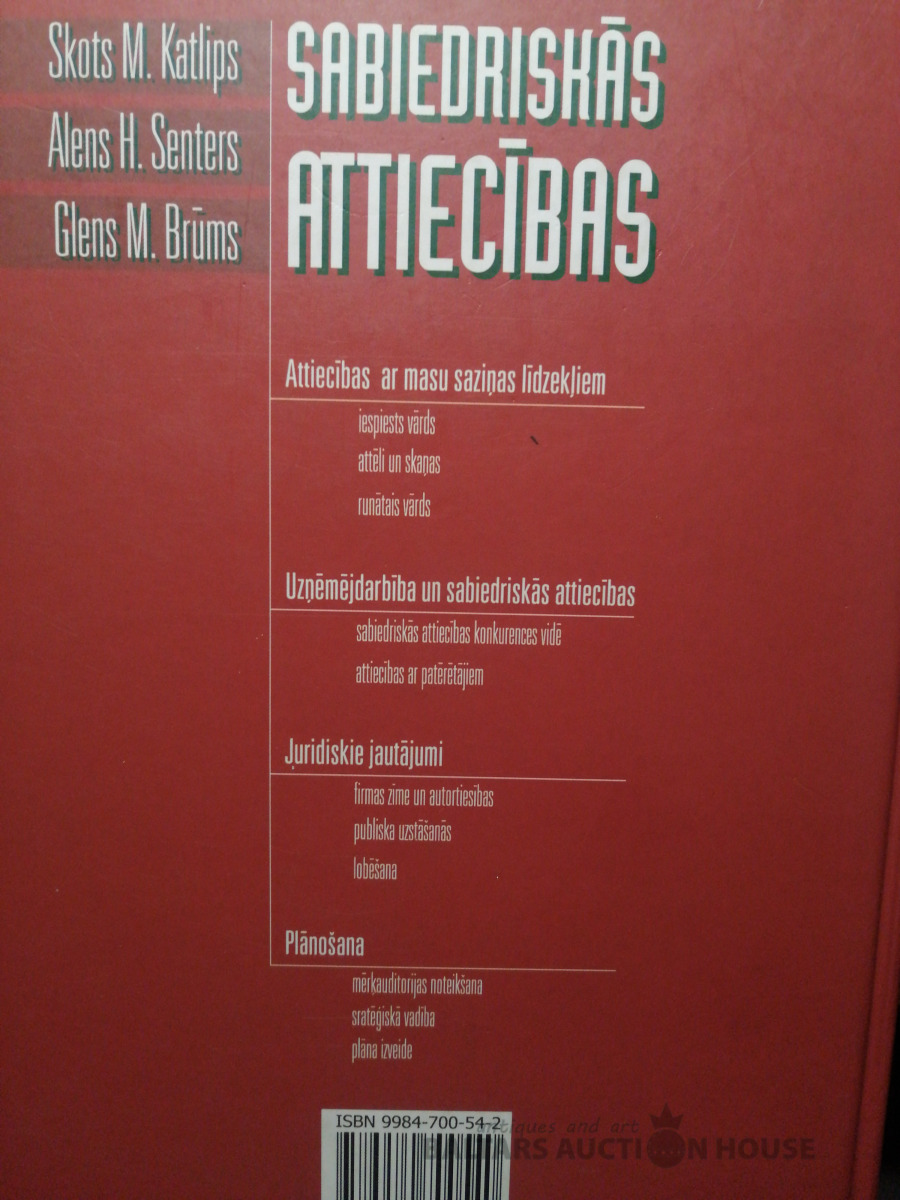 Skots M. Katlips
Alens H. Senters
Glens M. Brūms
SABIEDRISKĀS
ATTIECĪBAS
Attiecības ar masu saziņas līdzekļiem
iespiests vārds
attēli un skaņas
runātais vārds
Uzņēmējdarbība un sabiedriskās attiecības
sabiedriskās attiecības konkurences vidē
attiecības ar patērētājiem
Juridiskie jautājumi
firmas zīme un autortiesības
publiska uzstāšanās
lobēšana
Plānošana
mērķauditorijas noteikšana
sratēģiskā vadība
plāna izveide
ISBN 9984-700-54-2
antiques and art
BALTARS AUCTION HOUSE